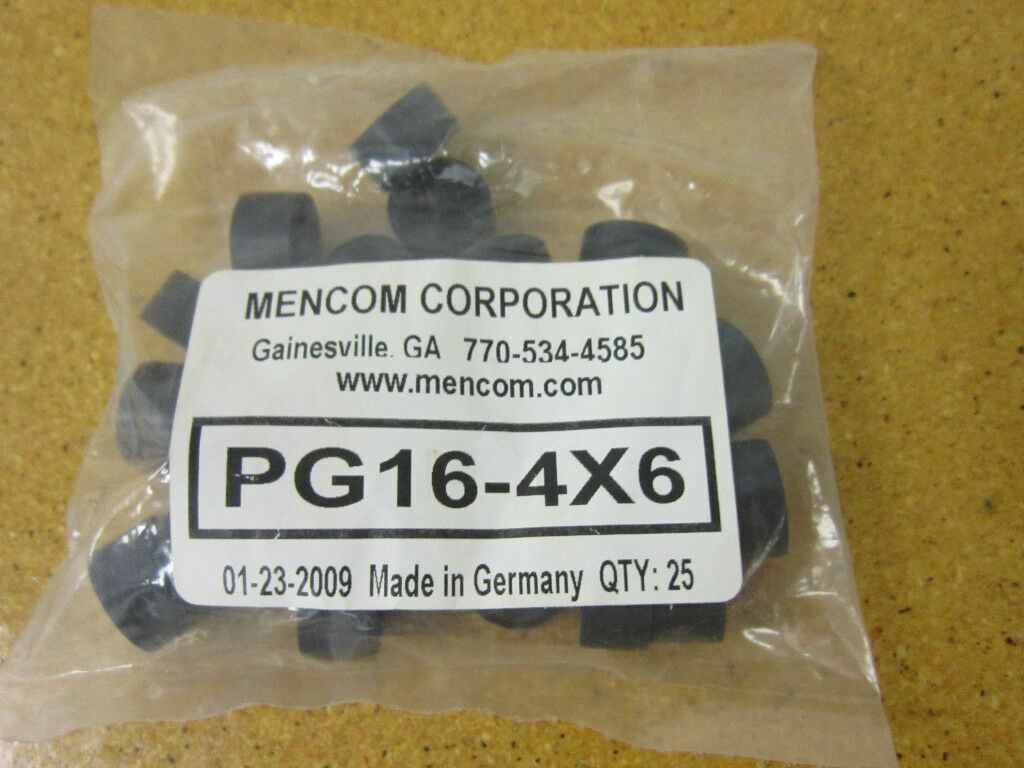 MENCOM CORPORATION
Gainesville. GA 770-534-4585
www.mencom.com
PG16-4X6
01-23-2009 Made in Germany QTY: 25